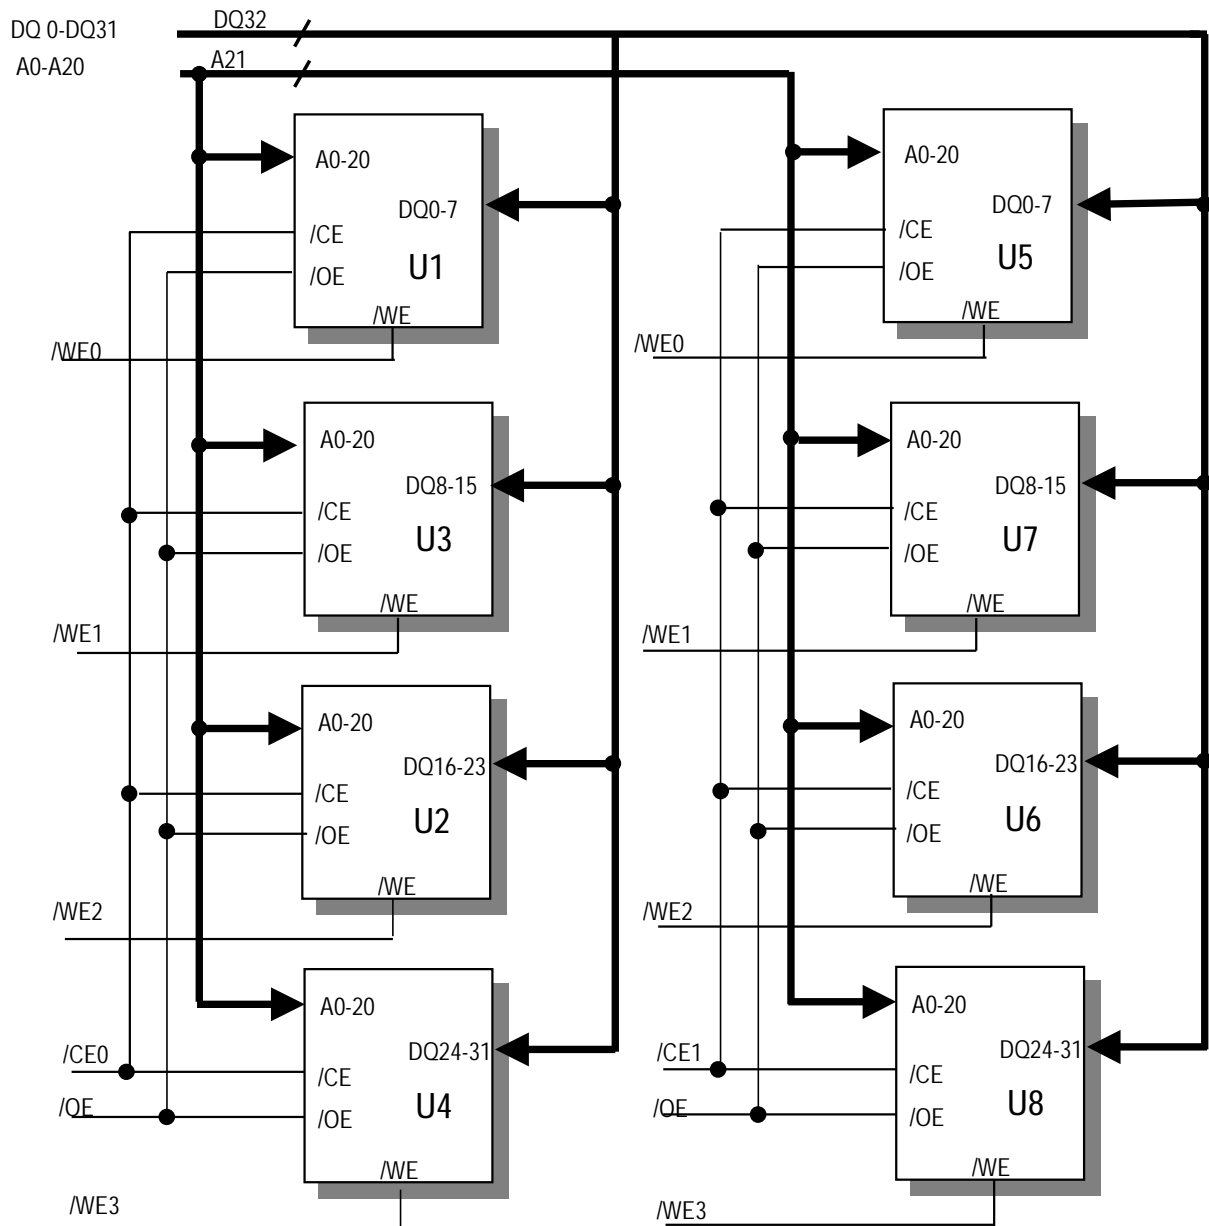 DQ 0-DQ31
DQ32
A0-A20
A21
A0-20
DQ0-7
/CE
U1
/OE
/WE
/WE0
A0-20
DQ8-15
/CE
U3
/OE
/WE
/WE1
A0-20
DQ16-23
/CE
U2
/OE
/WE
/WE2
A0-20
DQ24-31
/CE0
/CE
U4
/OE
/OE
/WE
/WE3
A0-20
DQ0-7
/CE
U5
/OE
/WE
/WE0
A0-20
DQ8-15
/CE
U7
/OE
/WE
/WE1
A0-20
DQ16-23
/CE
U6
/OE
/WE
/WE2
A0-20
DQ24-31
/CE1
/CE
U8
/OE
/OE
/WE
/WE3